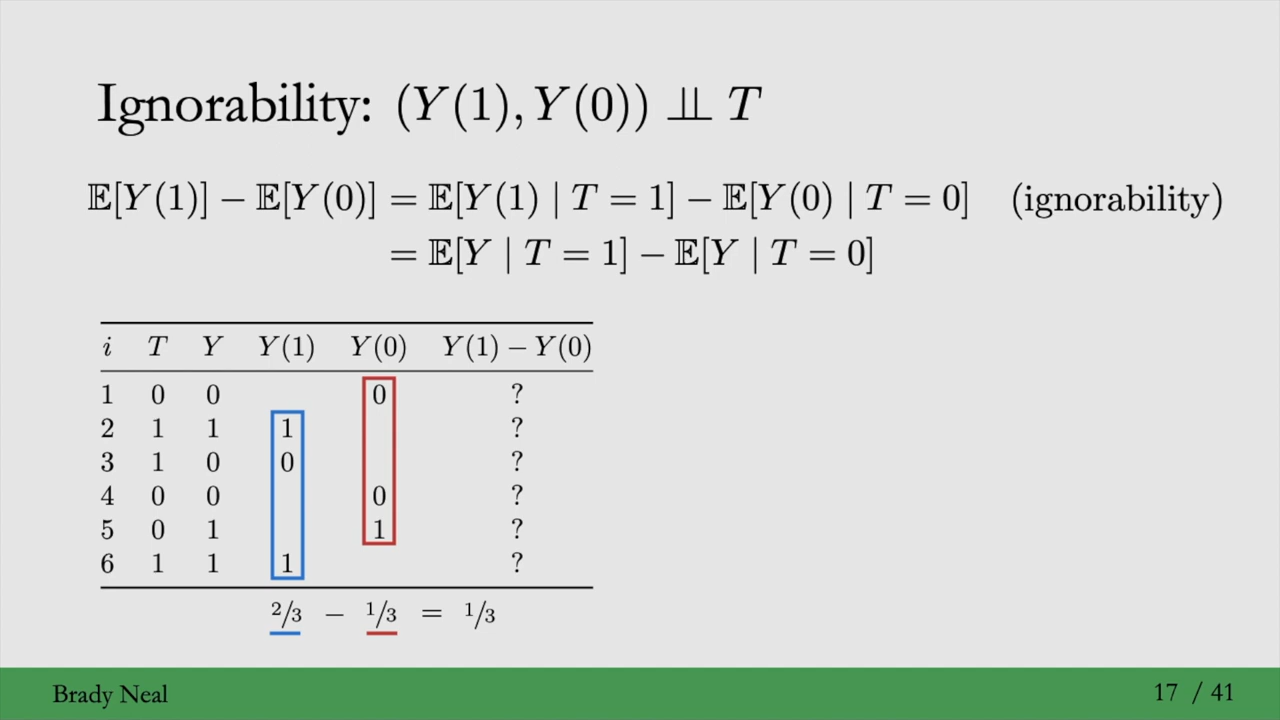 Ignorability: (Y(1), Y(0)) ⫫ T
𝔼[Y(1)] − 𝔼[Y(0)] = 𝔼[Y(1) | T = 1] − 𝔼[Y(0) | T = 0] (ignorability)
= 𝔼[Y | T = 1] − 𝔼[Y | T = 0]
i T Y Y(1) Y(0) Y(1) − Y(0)
1 0 0 0 ?
2 1 1 1 ?
3 1 0 0 ?
4 0 0 0 ?
5 0 1 1 ?
6 1 1 1 ?
2/3 − 1/3 = 1/3
Brady Neal 17 / 41